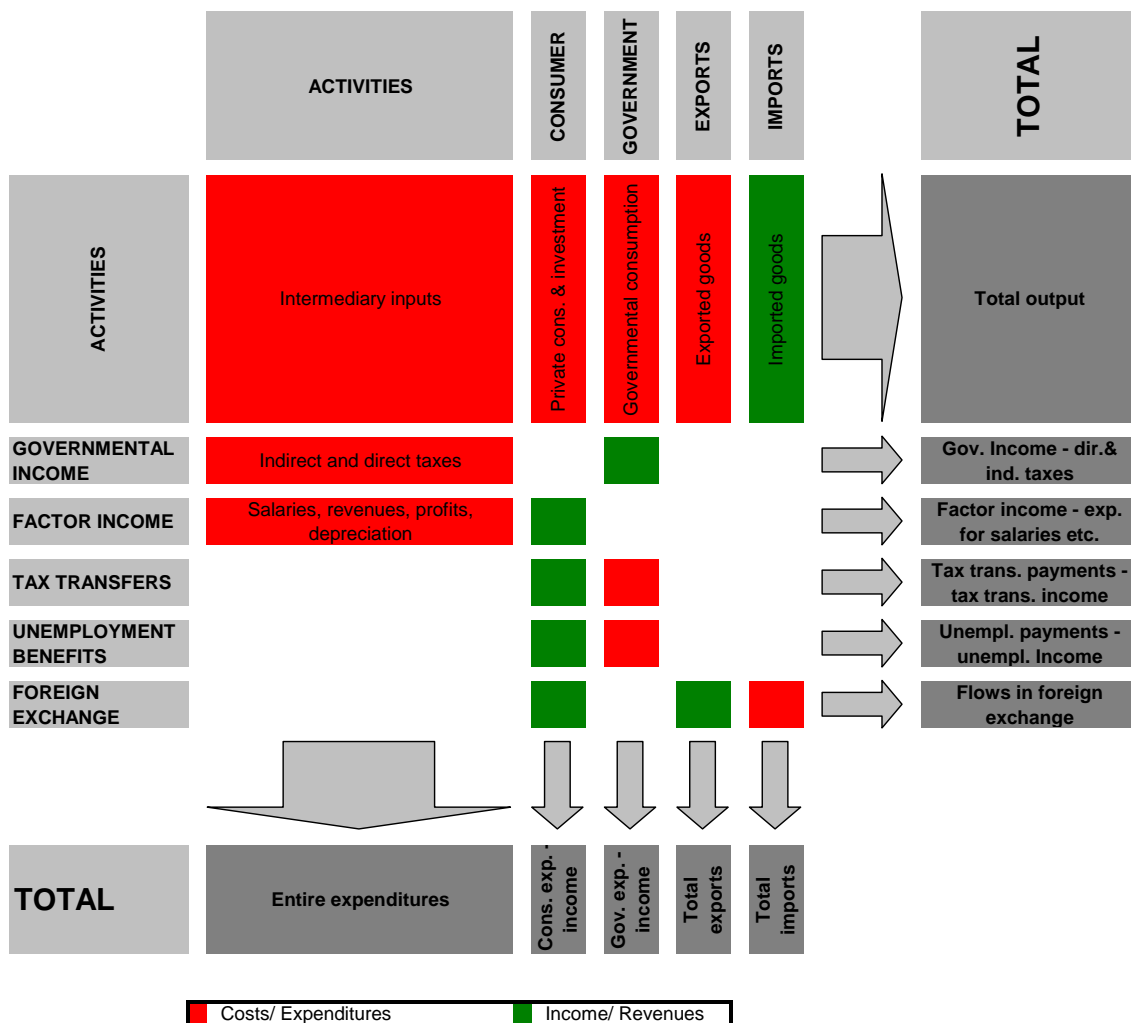 ACTIVITIES
CONSUMER
GOVERNMENT
EXPORTS
IMPORTS
TOTAL
ACTIVITIES
Intermediary inputs
Private cons. & investment
Governmental consumption
Exported goods
Imported goods
Total output
GOVERNMENTAL
INCOME
Indirect and direct taxes
Gov. Income - dir.&
ind. taxes
FACTOR INCOME
Salaries, revenues, profits,
depreciation
Factor income - exp.
for salaries etc.
TAX TRANSFERS
Tax trans. payments -
tax trans. income
UNEMPLOYMENT
BENEFITS
Unempl. payments -
unempl. Income
FOREIGN
EXCHANGE
Flows in foreign
exchange
TOTAL
Entire expenditures
Cons. exp. -
income
Gov. exp. -
income
Total
exports
Total
imports
Costs/ Expenditures
Income/ Revenues